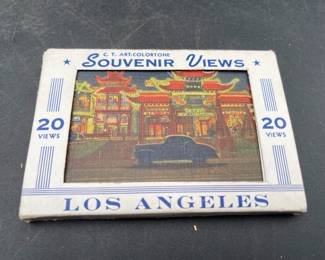 C. T. ART-COLORTONE
SOUVENIR VIEWS
20 20
VIEWS VIEWS
LOS ANGELES